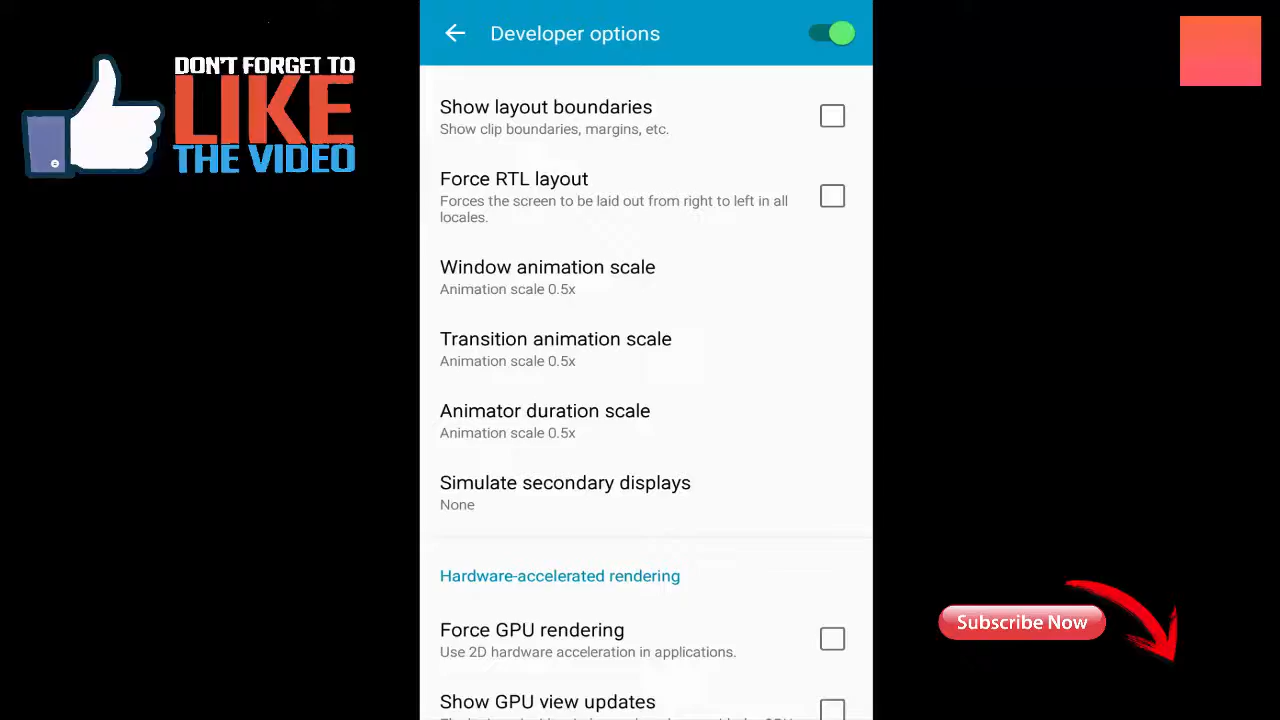 DON'T FORGET TO
LIKE
THE VIDEO
Developer options
Show layout boundaries
Show clip boundaries, margins, etc.
Force RTL layout
Forces the screen to be laid out from right to left in all
locales.
Window animation scale
Animation scale 0.5x
Transition animation scale
Animation scale 0.5x
Animator duration scale
Animation scale 0.5x
Simulate secondary displays
None
Hardware-accelerated rendering
Force GPU rendering
Use 2D hardware acceleration in applications.
Show GPU view updates
Subscribe Now